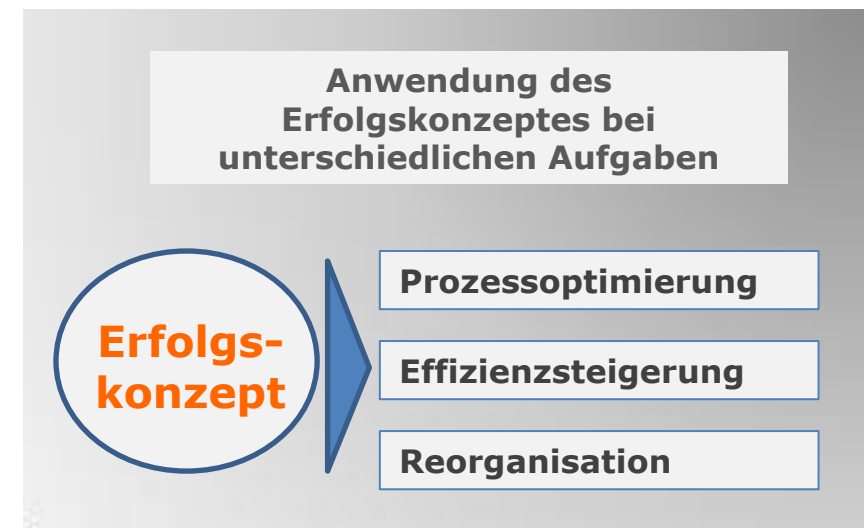 Anwendung des
Erfolgskonzeptes bei
unterschiedlichen Aufgaben
Erfolgs-
konzept
Prozessoptimierung
Effizienzsteigerung
Reorganisation